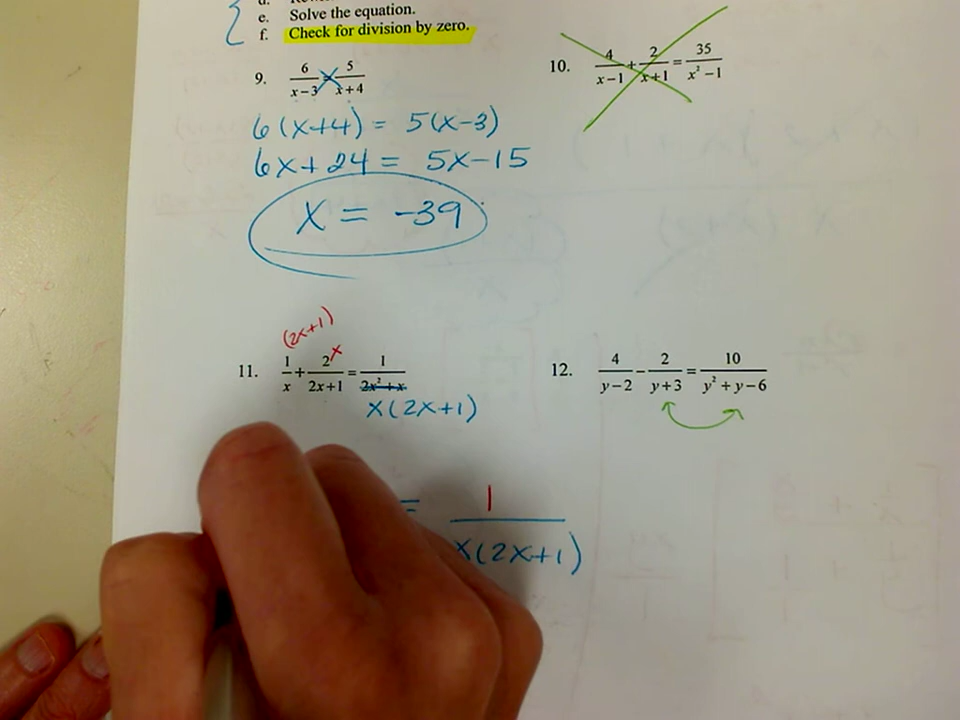 e. Solve the equation.
f. Check for division by zero.
9. 6/(x-3) = 5/(x+4)
6(x+4) = 5(x-3)
6x+24 = 5x-15
x = -39
10. 4/(x-1) + 2/(x+1) = 35/(x²-1)
(2x+1)
x
11. 1/x + 2/(2x+1) = 1/(2x²+x)
x(2x+1)
= 1/(x(2x+1))
12. 4/(y-2) - 2/(y+3) = 10/(y²+y-6)